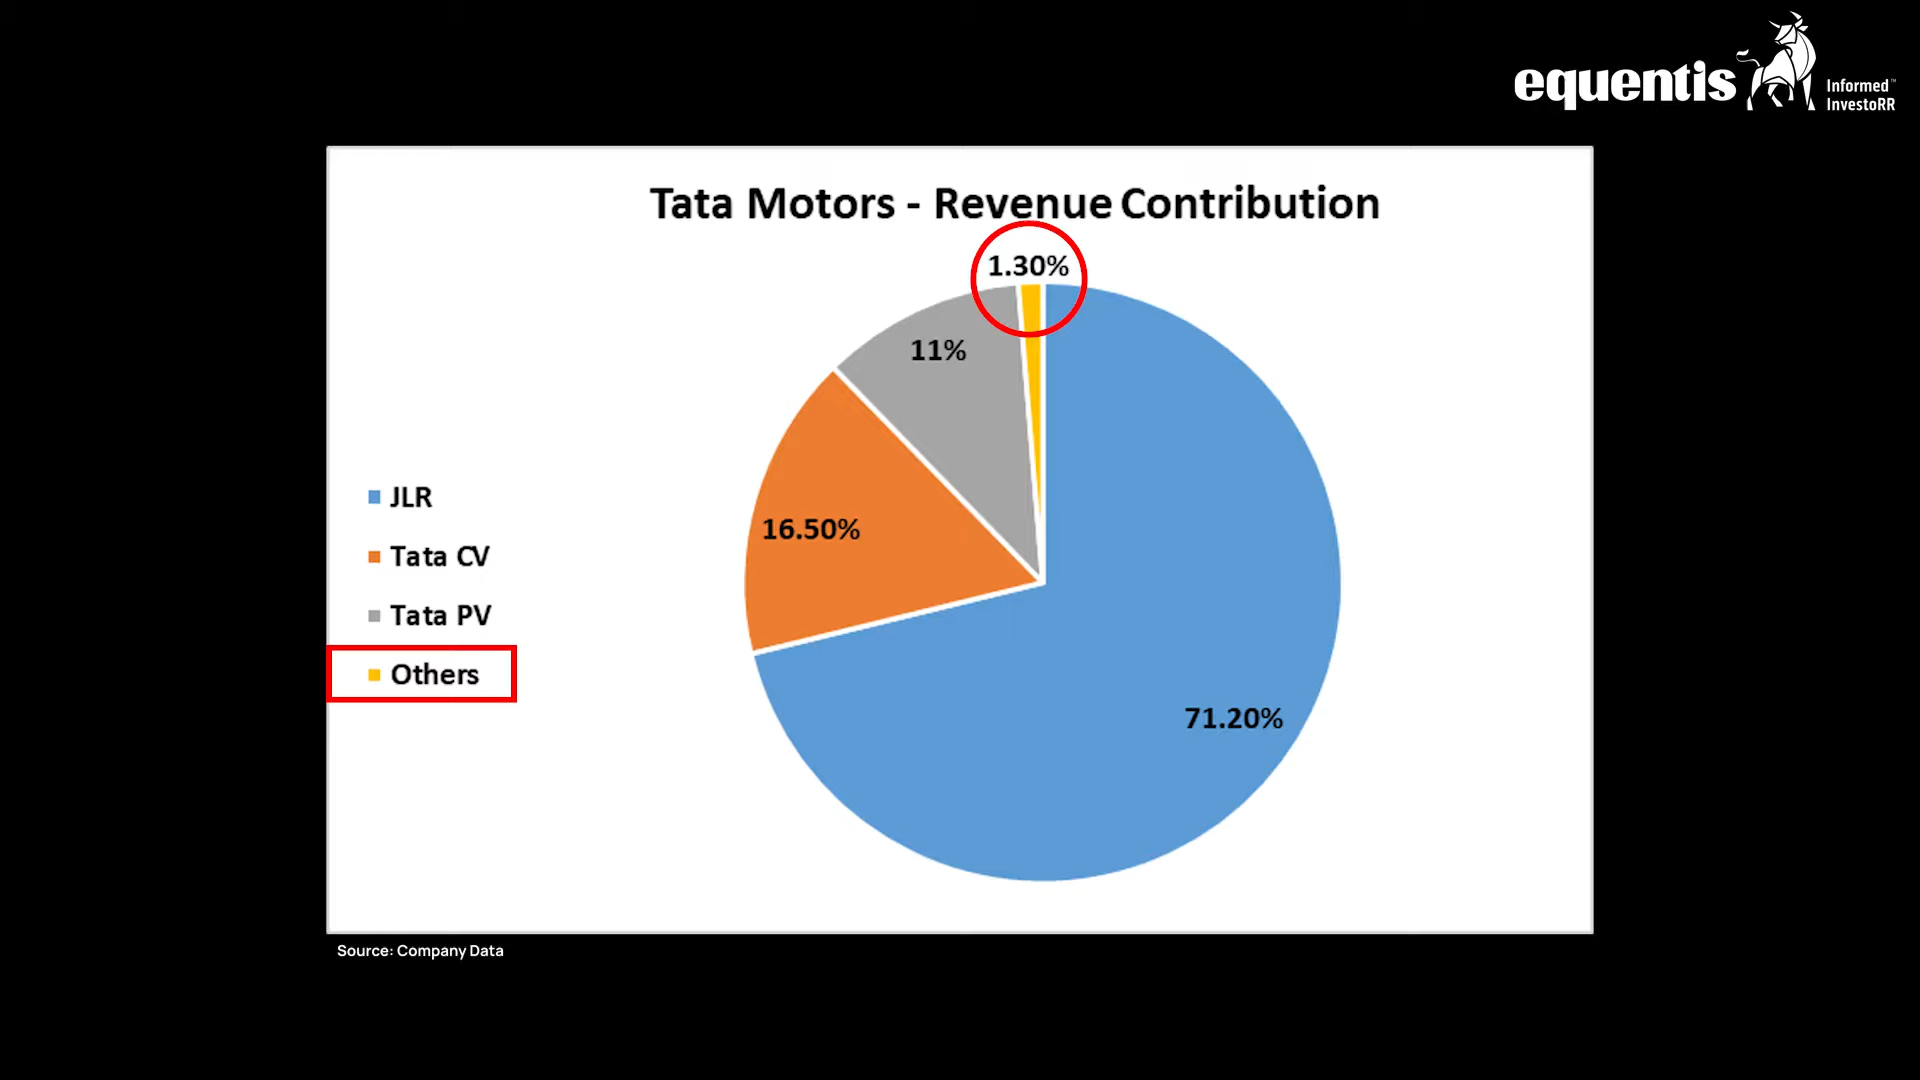 equentis
Informed™
InvestoRR
Tata Motors - Revenue Contribution
1.30%
11%
16.50%
71.20%
JLR
Tata CV
Tata PV
Others
Source: Company Data